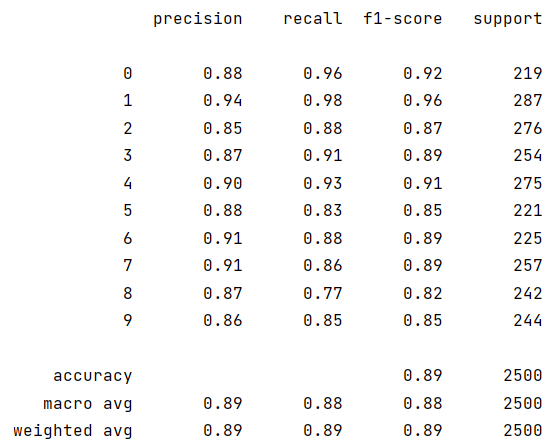 precision recall f1-score support
0 0.88 0.96 0.92 219
1 0.94 0.98 0.96 287
2 0.85 0.88 0.87 276
3 0.87 0.91 0.89 254
4 0.90 0.93 0.91 275
5 0.88 0.83 0.85 221
6 0.91 0.88 0.89 225
7 0.91 0.86 0.89 257
8 0.87 0.77 0.82 242
9 0.86 0.85 0.85 244
accuracy 0.89 2500
macro avg 0.89 0.88 0.88 2500
weighted avg 0.89 0.89 0.89 2500